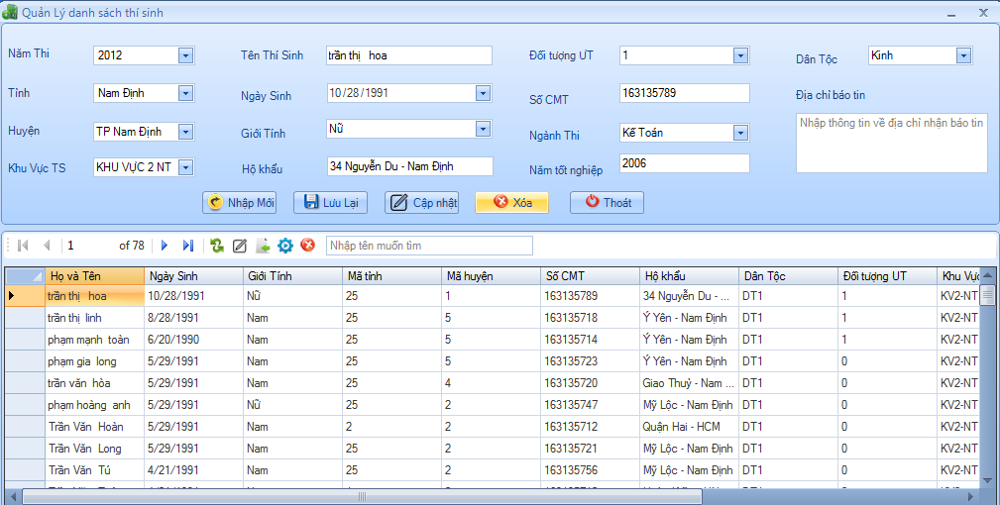 Quản Lý danh sách thí sinh
Năm Thi 2012 Tên Thí Sinh trần thị hoa Đối tượng ƯT 1 Dân Tộc Kinh
Tỉnh Nam Định Ngày Sinh 10/28/1991 Số CMT 163135789 Địa chỉ báo tin
Huyện TP Nam Định Giới Tính Nữ Ngành Thi Kế Toán Nhập thông tin về địa chỉ nhận báo tin
Khu Vực TS KHU VỰC 2 NT Hộ khẩu 34 Nguyễn Du - Nam Định Năm tốt nghiệp 2006
Nhập Mới Lưu Lại Cập nhật Xóa Thoát
1 of 78 Nhập tên muốn tìm
Họ và Tên Ngày Sinh Giới Tính Mã tỉnh Mã huyện Số CMT Hộ khẩu Dân Tộc Đối tượng UT Khu Vực
trần thị hoa 10/28/1991 Nữ 25 1 163135789 34 Nguyễn Du - ... DT1 1 KV2-NT
trần thị linh 8/28/1991 Nam 25 5 163135718 Ý Yên - Nam Định DT1 1 KV2-NT
phạm mạnh toàn 6/20/1990 Nam 25 5 163135714 Ý Yên - Nam Định DT1 1 KV2-NT
phạm gia long 5/29/1991 Nam 25 5 163135723 Ý Yên - Nam Định DT1 0 KV2-NT
trần văn hòa 5/29/1991 Nam 25 4 163135720 Giao Thuỷ - Nam ... DT1 0 KV2-NT
phạm hoàng anh 5/29/1991 Nữ 25 2 163135747 Mỹ Lộc - Nam Định DT1 0 KV2-NT
Trần Văn Hoàn 5/29/1991 Nam 2 2 163135712 Quận Hai - HCM DT1 0 KV2-NT
Trần Văn Long 5/29/1991 Nam 25 2 163135721 Mỹ Lộc - Nam Định DT1 0 KV2-NT
Trần Văn Tú 4/21/1991 Nam 25 2 163135756 Mỹ Lộc - Nam Định DT1 0 KV2-NT